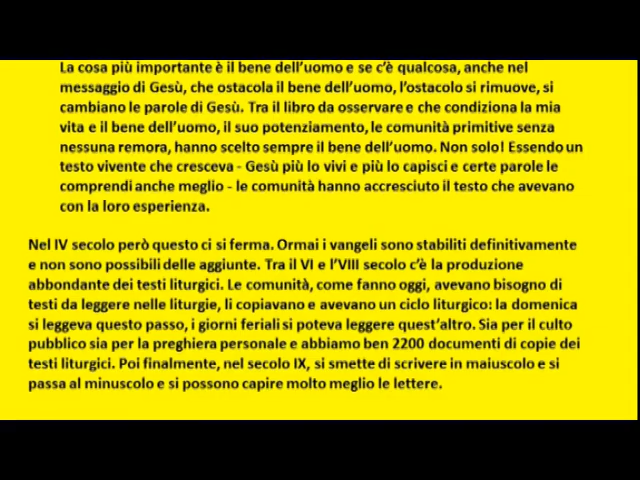 La cosa più importante è il bene dell'uomo e se c'è qualcosa, anche nel
messaggio di Gesù, che ostacola il bene dell'uomo, l'ostacolo si rimuove, si
cambiano le parole di Gesù. Tra il libro da osservare e che condiziona la mia
vita e il bene dell'uomo, il suo potenziamento, le comunità primitive senza
nessuna remora, hanno scelto sempre il bene dell'uomo. Non solo! Essendo un
testo vivente che cresceva - Gesù più lo vivi e più lo capisci e certe parole le
comprendi anche meglio - le comunità hanno accresciuto il testo che avevano
con la loro esperienza.
Nel IV secolo però questo ci si ferma. Ormai i vangeli sono stabiliti definitivamente
e non sono possibili delle aggiunte. Tra il VI e l'VIII secolo c'è la produzione
abbondante dei testi liturgici. Le comunità, come fanno oggi, avevano bisogno di
testi da leggere nelle liturgie, li copiavano e avevano un ciclo liturgico: la domenica
si leggeva questo passo, i giorni feriali si poteva leggere quest'altro. Sia per il culto
pubblico sia per la preghiera personale e abbiamo ben 2200 documenti di copie dei
testi liturgici. Poi finalmente, nel secolo IX, si smette di scrivere in maiuscolo e si
passa al minuscolo e si possono capire molto meglio le lettere.